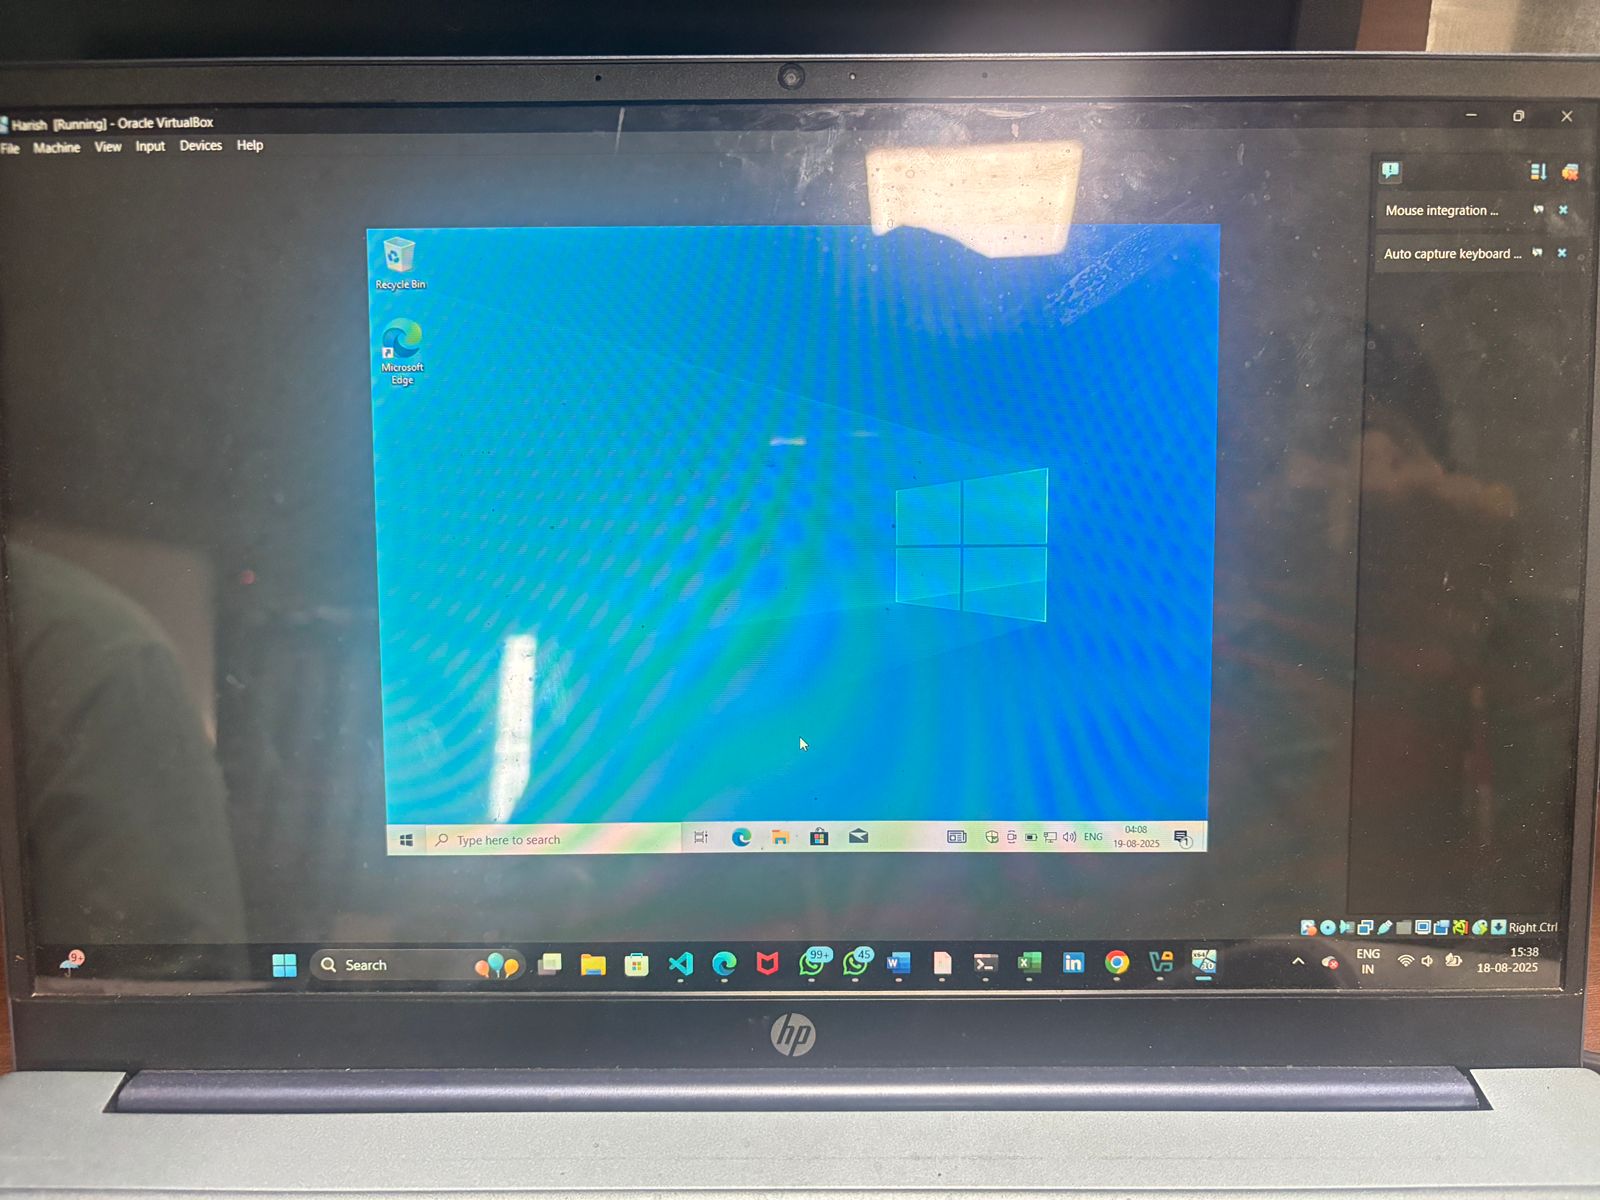 Harish [Running] - Oracle VirtualBox
File Machine View Input Devices Help
Mouse integration ...
Auto capture keyboard ...
Recycle Bin
Microsoft
Edge
Type here to search
ENG
04:08
19-08-2025
1
Right Ctrl
9+
Search
99+
45
ENG
IN
15:38
18-08-2025
hp